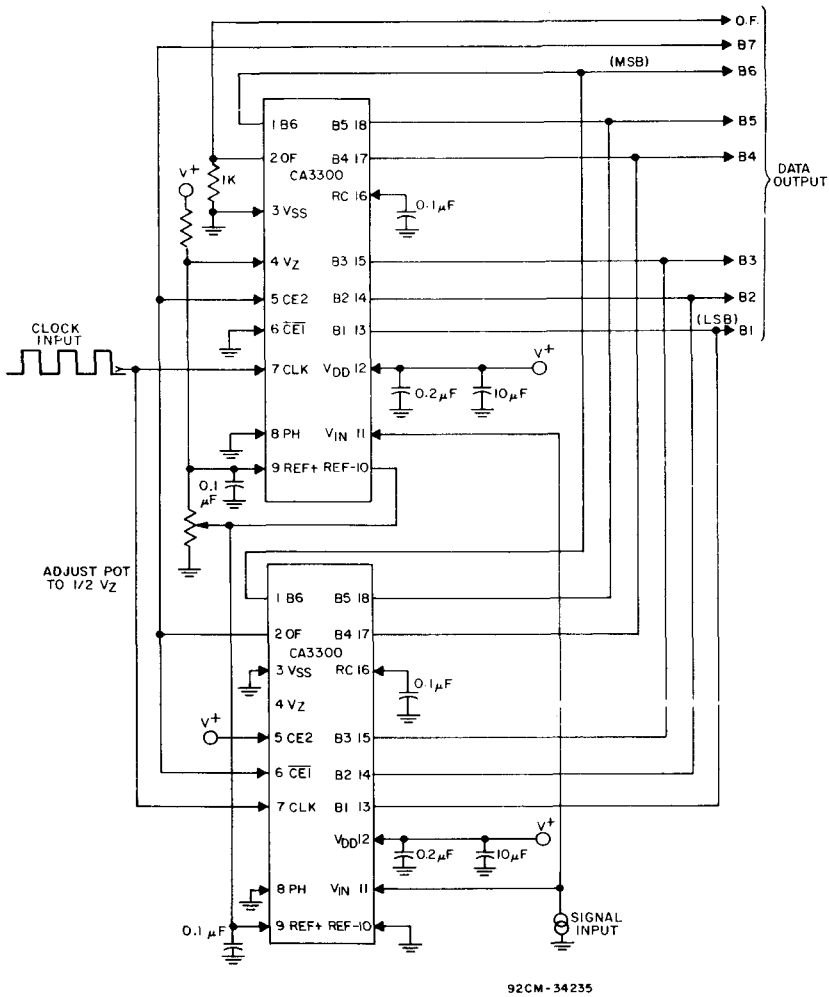 O.F.
B7
(MSB)
B6
B5
B4
DATA
OUTPUT
B3
B2
(LSB)
B1
1 B6
B5 18
2 OF
B4 17
CA3300
V+
1K
RC 16
0.1µF
3 VSS
4 VZ
B3 15
5 CE2
B2 14
CLOCK
INPUT
6 CE1
B1 13
7 CLK
VDD 12
V+
0.2µF
10µF
8 PH
VIN 11
9 REF+
REF-10
0.1
µF
ADJUST POT
TO 1/2 VZ
1 B6
B5 18
2 OF
B4 17
CA3300
3 VSS
RC 16
0.1µF
4 VZ
V+
5 CE2
B3 15
6 CE1
B2 14
7 CLK
B1 13
VDD12
V+
0.2µF
10µF
8 PH
VIN 11
SIGNAL
INPUT
0.1 µF
9 REF+
REF-10
92CM-34235